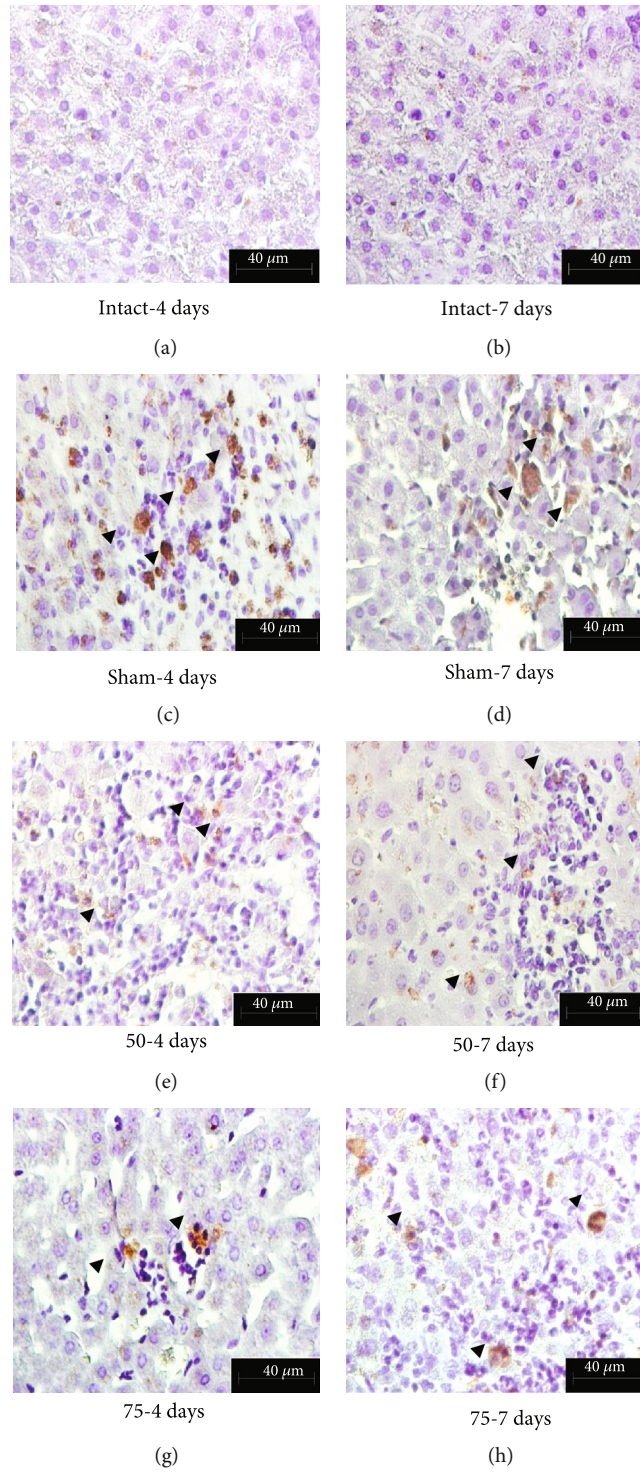 40 µm
40 µm
Intact-4 days
Intact-7 days
(a)
(b)
40 µm
40 µm
Sham-4 days
Sham-7 days
(c)
(d)
40 µm
40 µm
50-4 days
50-7 days
(e)
(f)
40 µm
40 µm
75-4 days
75-7 days
(g)
(h)